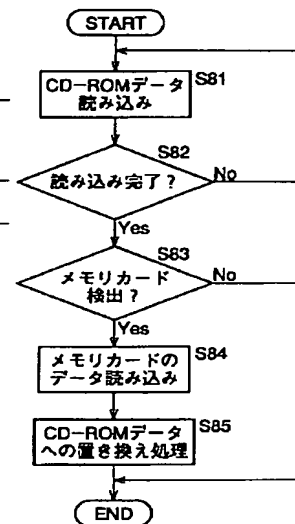 START
S81
CD-ROMデータ
読み込み
S82
読み込み完了?
No
Yes
S83
メモリカード
検出?
No
Yes
S84
メモリカードの
データ読み込み
S85
CD-ROMデータ
への置き換え処理
END